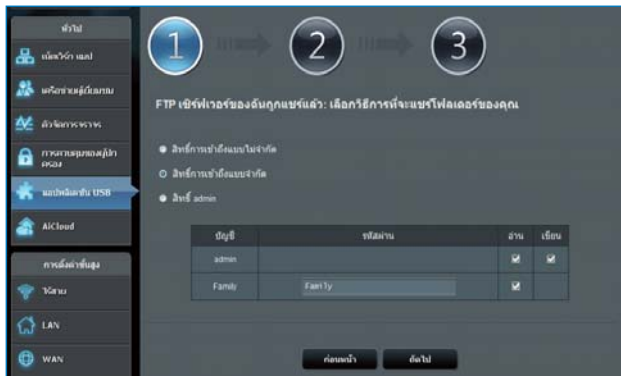 ทั่วไป
เน็ตเวิร์ก แมป
เครือข่ายผู้เยี่ยมชม
ตัวจัดการจราจร
การควบคุมของผู้ปก
ครอง
แอปพลิเคชั่น USB
AiCloud
การตั้งค่าขั้นสูง
ไร้สาย
LAN
WAN
1
2
3
FTP เซิร์ฟเวอร์ของฉันถูกแชร์แล้ว: เลือกวิธีการที่จะแชร์โฟลเดอร์ของคุณ
สิทธิ์การเข้าถึงแบบไม่จำกัด
สิทธิ์การเข้าถึงแบบจำกัด
สิทธิ์ admin
บัญชี รหัสผ่าน อ่าน เขียน
admin
Family Family
ก่อนหน้า ถัดไป